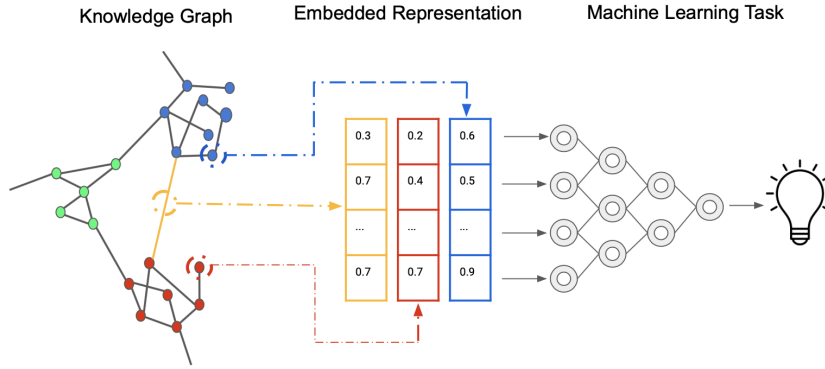 Knowledge Graph
Embedded Representation
Machine Learning Task
0.3 0.2 0.6
0.7 0.4 0.5
... ... ...
0.7 0.7 0.9